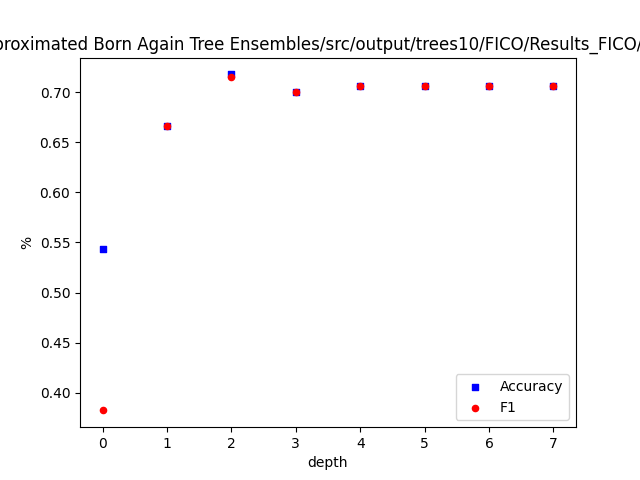 Born Again Tree Ensembles/src/output/trees10/FICO/Results_FICO/
0.70
0.65
0.60
0.55
0.50
0.45
0.40
%
Accuracy
F1
0 1 2 3 4 5 6 7
depth